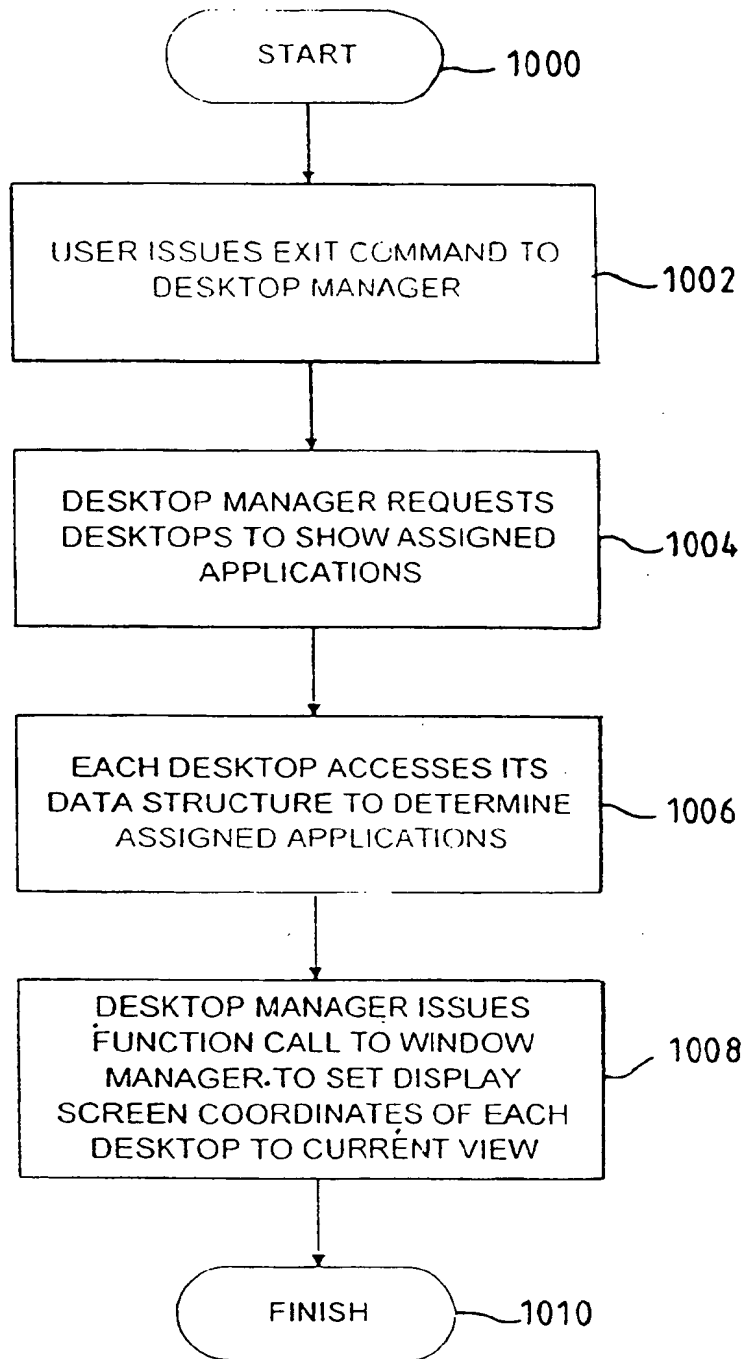 START
1000
USER ISSUES EXIT COMMAND TO
DESKTOP MANAGER
1002
DESKTOP MANAGER REQUESTS
DESKTOPS TO SHOW ASSIGNED
APPLICATIONS
1004
EACH DESKTOP ACCESSES ITS
DATA STRUCTURE TO DETERMINE
ASSIGNED APPLICATIONS
1006
DESKTOP MANAGER ISSUES
FUNCTION CALL TO WINDOW
MANAGER TO SET DISPLAY
SCREEN COORDINATES OF EACH
DESKTOP TO CURRENT VIEW
1008
FINISH
1010